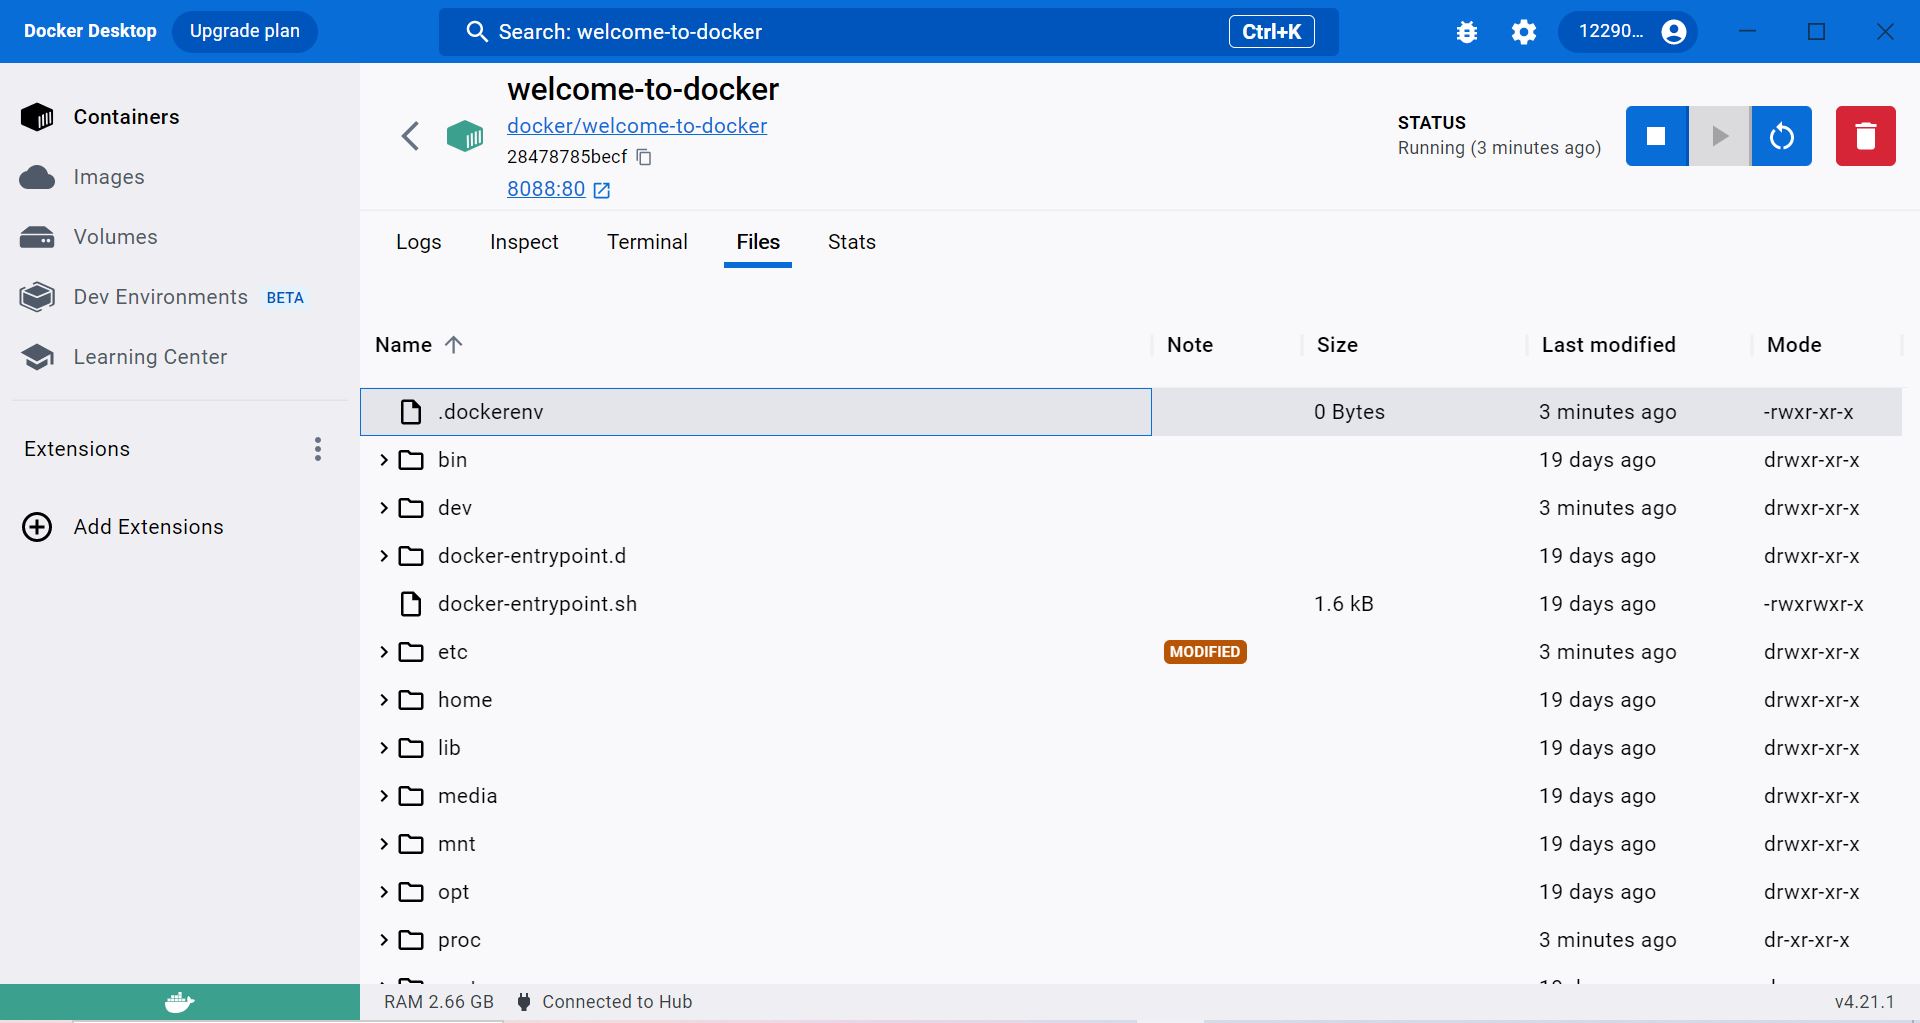 Docker Desktop Upgrade plan Search: welcome-to-docker Ctrl+K 12290...
Containers
Images
Volumes
Dev Environments BETA
Learning Center
Extensions
Add Extensions
welcome-to-docker
docker/welcome-to-docker
28478785becf
8088:80
STATUS
Running (3 minutes ago)
Logs Inspect Terminal Files Stats
Name Note Size Last modified Mode
.dockerenv 0 Bytes 3 minutes ago -rwxr-xr-x
bin 19 days ago drwxr-xr-x
dev 3 minutes ago drwxr-xr-x
docker-entrypoint.d 19 days ago drwxr-xr-x
docker-entrypoint.sh 1.6 kB 19 days ago -rwxrwxr-x
etc MODIFIED 3 minutes ago drwxr-xr-x
home 19 days ago drwxr-xr-x
lib 19 days ago drwxr-xr-x
media 19 days ago drwxr-xr-x
mnt 19 days ago drwxr-xr-x
opt 19 days ago drwxr-xr-x
proc 3 minutes ago dr-xr-xr-x
RAM 2.66 GB Connected to Hub v4.21.1